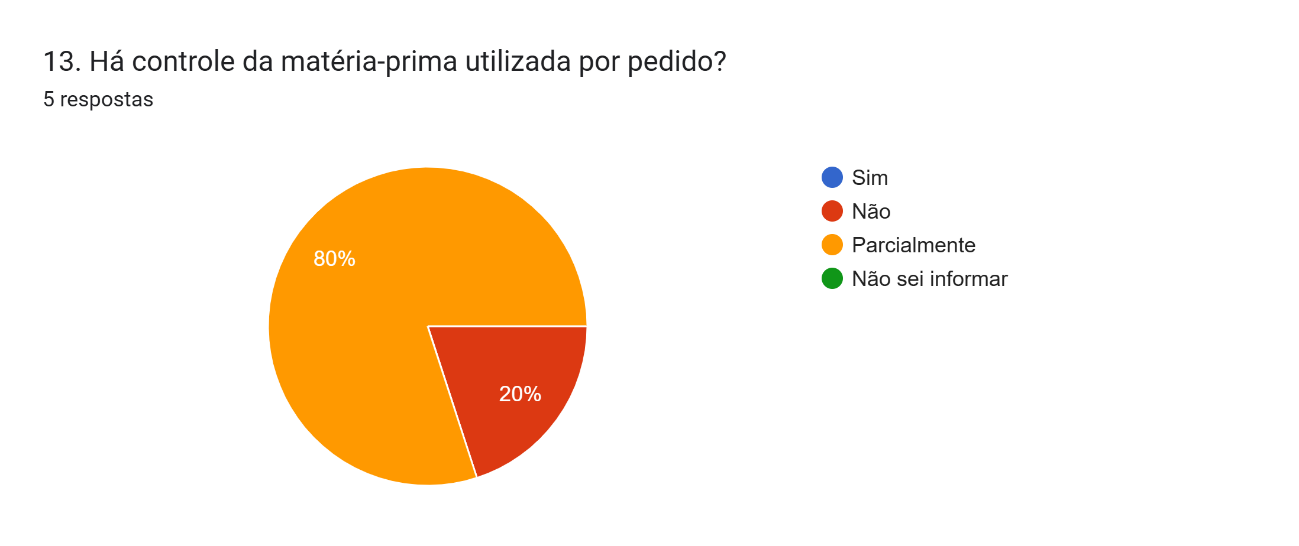 13. Há controle da matéria-prima utilizada por pedido?
5 respostas
80%
20%
Sim
Não
Parcialmente
Não sei informar